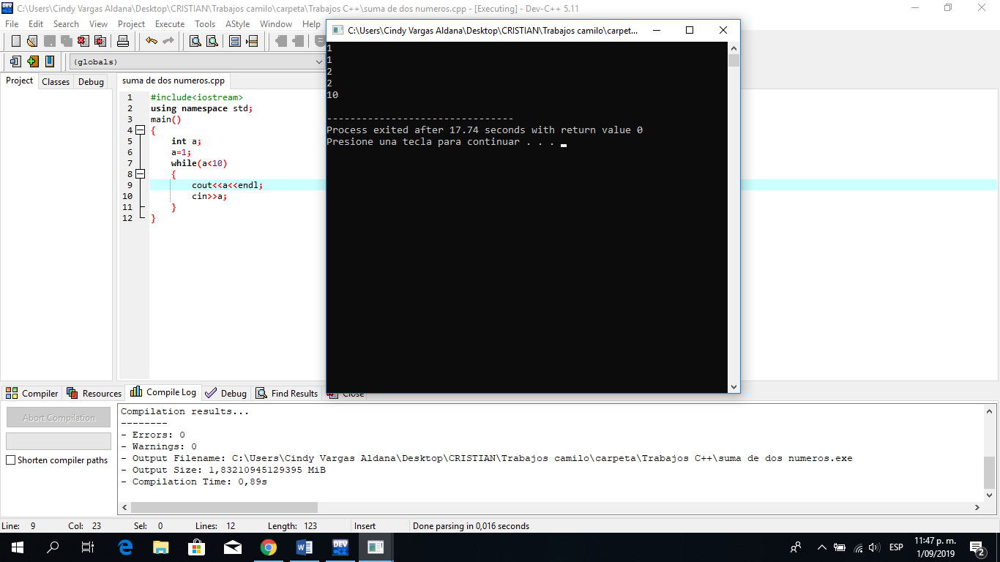 C:\Users\Cindy Vargas Aldana\Desktop\CRISTIAN\Trabajos camilo\carpeta\Trabajos C++\suma de dos numeros.cpp - [Executing] - Dev-C++ 5.11
File Edit Search View Project Execute Tools AStyle Window Help
(globals)
Project Classes Debug
suma de dos numeros.cpp
1 #include<iostream>
2 using namespace std;
3 main()
4 {
5 int a;
6 a=1;
7 while(a<10)
8 {
9 cout<<a<<endl;
10 cin>>a;
11 }
12 }
C:\Users\Cindy Vargas Aldana\Desktop\CRISTIAN\Trabajos camilo\carpet...
1
1
2
2
10
--------------------------------
Process exited after 17.74 seconds with return value 0
Presione una tecla para continuar . . .
Compiler Resources Compile Log Debug Find Results Close
Abort Compilation
Shorten compiler paths
Compilation results...
--------
- Errors: 0
- Warnings: 0
- Output Filename: C:\Users\Cindy Vargas Aldana\Desktop\CRISTIAN\Trabajos camilo\carpeta\Trabajos C++\suma de dos numeros.exe
- Output Size: 1,83210945129395 MiB
- Compilation Time: 0,89s
Line: 9 Col: 23 Sel: 0 Lines: 12 Length: 123 Insert Done parsing in 0,016 seconds
DEV
ESP
11:47 p. m.
1/09/2019
2